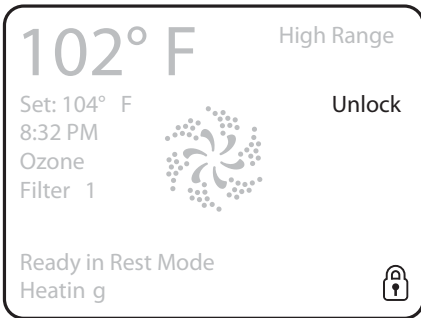 102° F
High Range
Set: 104° F
Unlock
8:32 PM
Ozone
Filter 1
Ready in Rest Mode
Heatin g